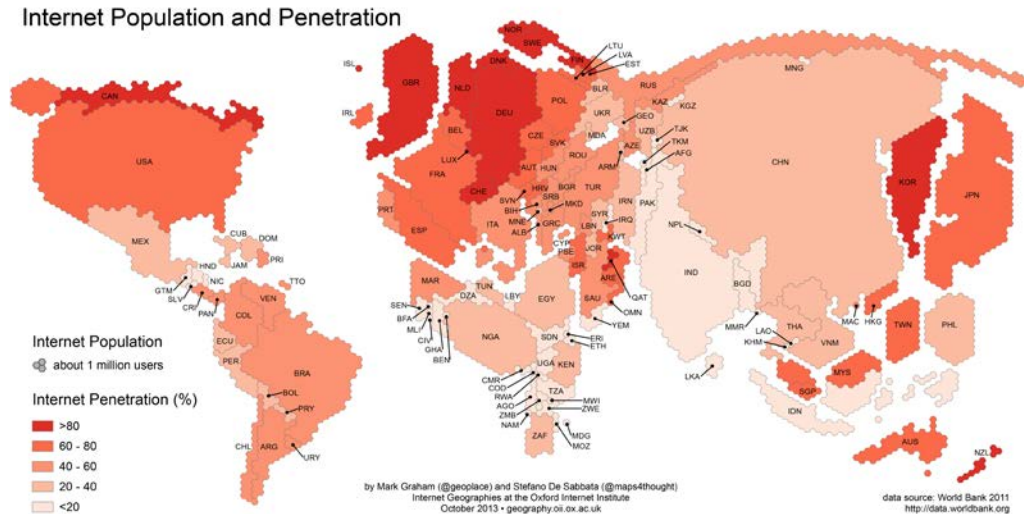 Internet Population and Penetration
NOR
SWE
FIN
LTU
LVA
EST
ISL
CAN
GBR
DNK
NLD
DEU
POL
BLR
RUS
MNG
IRL
KAZ
KGZ
BEL
UKR
GEO
CZE
MDA
UZB
TJK
USA
SVK
AZE
TKM
LUX
AUT
HUN
ROU
ARM
AFG
CHN
FRA
KOR
JPN
CHE
HRV
BGR
TUR
SVN
SRB
PRT
BIH
MKD
IRN
PAK
ESP
ITA
MNE
SYR
ALB
GRC
LBN
IRQ
NPL
CUB
DOM
MEX
CYP
PSE
JOR
KWT
HND
JAM
PRI
ISR
IND
GTM
NIC
TTO
MAR
TUN
ARE
BGD
SLV
DZA
LBY
EGY
SAU
QAT
CRI
PAN
VEN
SEN
OMN
COL
BFA
YEM
MMR
MAC
HKG
MLI
NGA
SDN
ERI
THA
TWN
PHL
ECU
CIV
ETH
LAO
KHM
VNM
GHA
BEN
UGA
KEN
PER
CMR
LKA
MYS
BRA
COD
SGP
BOL
RWA
TZA
AGO
MWI
IDN
PRY
ZMB
ZWE
NAM
MDG
CHL
ARG
URY
ZAF
MOZ
AUS
NZL
Internet Population
about 1 million users
Internet Penetration (%)
>80
60 - 80
40 - 60
20 - 40
<20
by Mark Graham (@geoplace) and Stefano De Sabbata (@maps4thought)
Internet Geographies at the Oxford Internet Institute
October 2013 • geography.oii.ox.ac.uk
data source: World Bank 2011
http://data.worldbank.org